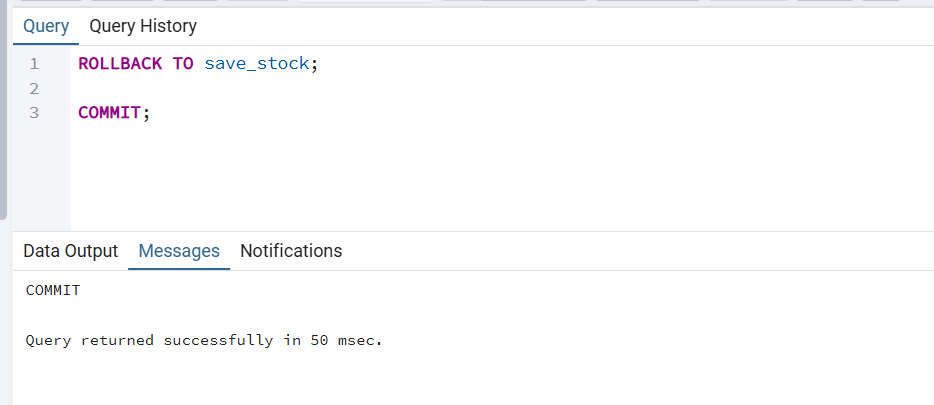 Query Query History
1 ROLLBACK TO save_stock;
2
3 COMMIT;
Data Output Messages Notifications
COMMIT
Query returned successfully in 50 msec.